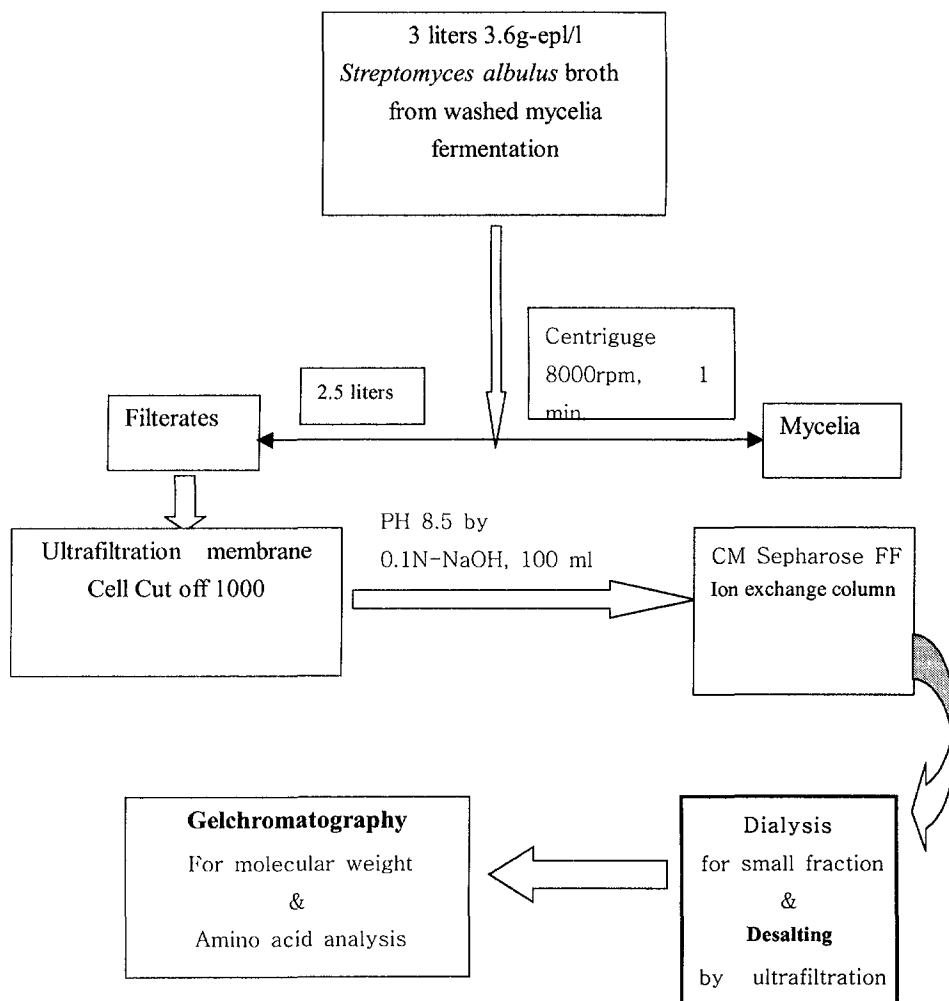 3 liters 3.6g-epl/l
Streptomyces albulus broth
from washed mycelia
fermentation
Centriguge
8000rpm, 1
min.
2.5 liters
Filterates
Mycelia
Ultrafiltration membrane
Cell Cut off 1000
PH 8.5 by
0.1N-NaOH, 100 ml
CM Sepharose FF
Ion exchange column
Gelchromatography
For molecular weight
&
Amino acid analysis
Dialysis
for small fraction
&
Desalting
by ultrafiltration